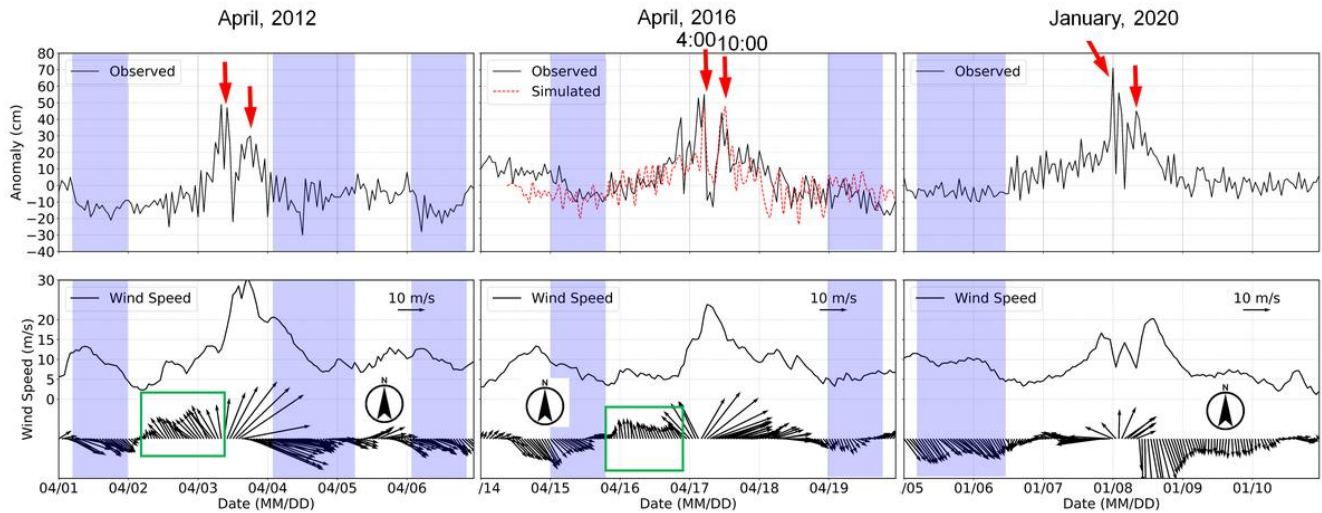 April, 2012
April, 2016
January, 2020
4:00 10:00
80
70
60
50
40
30
20
10
0
−10
−20
−30
−40
Anomaly (cm)
Observed
Observed
Simulated
Observed
30
20
15
10
5
0
Wind Speed (m/s)
Wind Speed
10 m/s
N
Wind Speed
10 m/s
N
Wind Speed
10 m/s
N
04/01 04/02 04/03 04/04 04/05 04/06
/14 04/15 04/16 04/17 04/18 04/19
/05 01/06 01/07 01/08 01/09 01/10
Date (MM/DD)
Date (MM/DD)
Date (MM/DD)